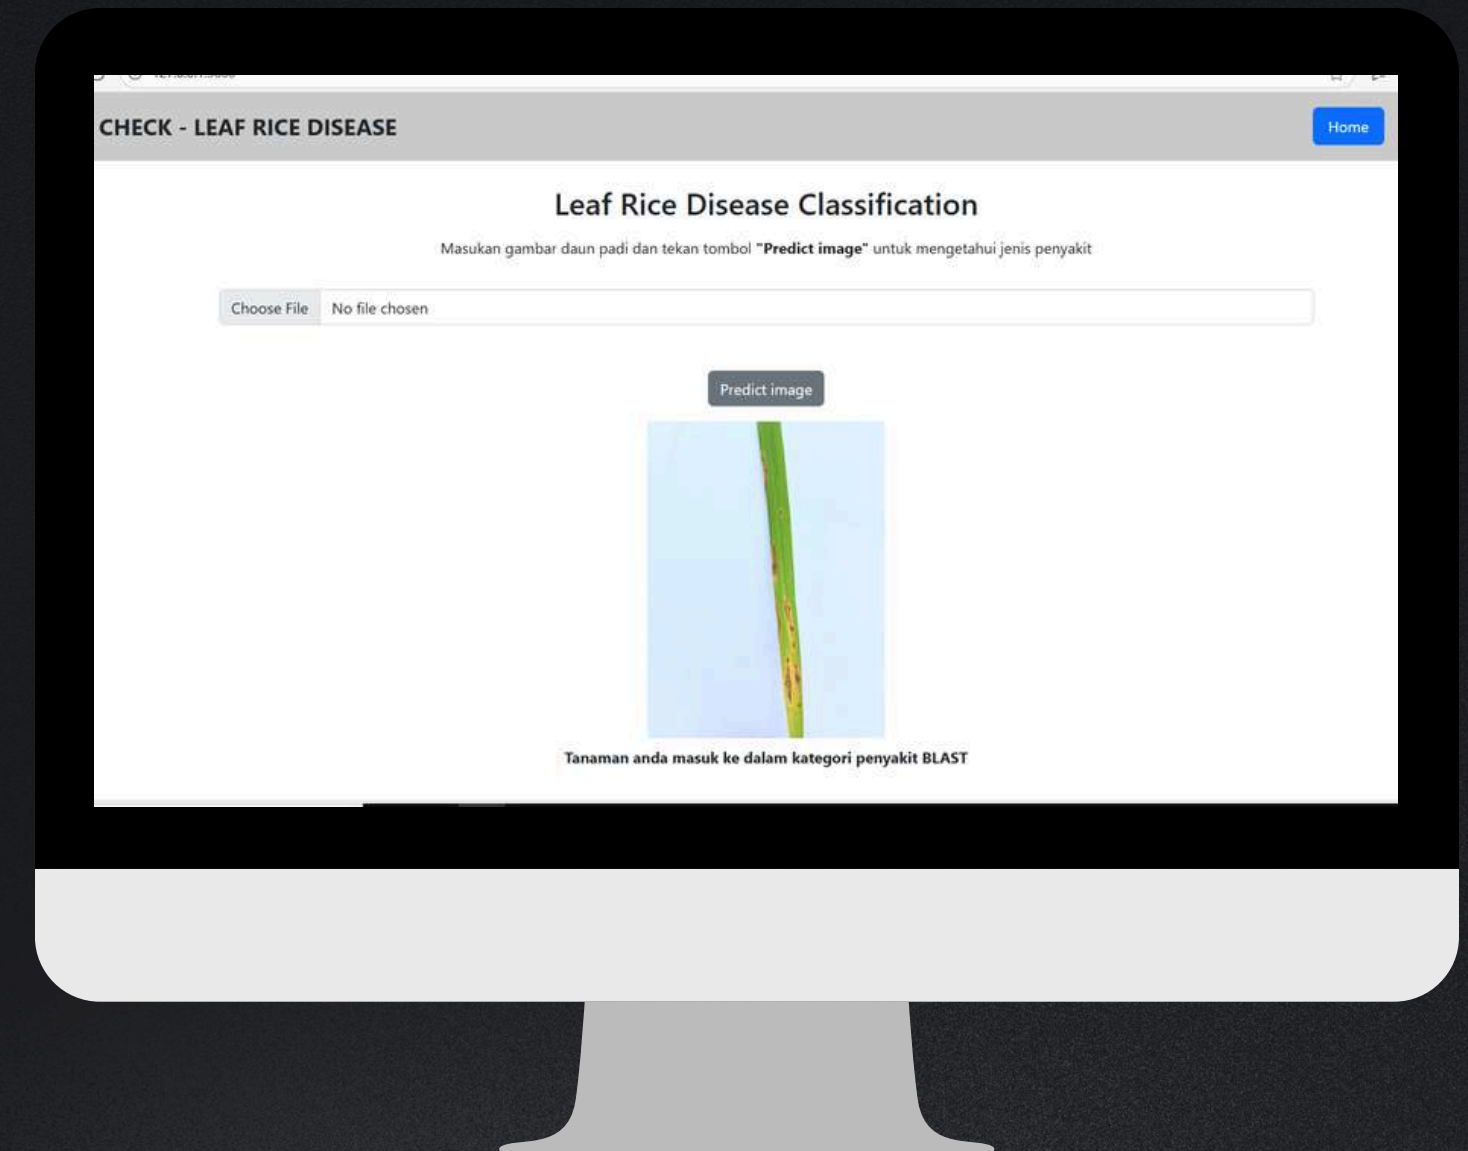 CHECK - LEAF RICE DISEASE
Home
Leaf Rice Disease Classification
Masukan gambar daun padi dan tekan tombol "Predict image" untuk mengetahui jenis penyakit
Choose File No file chosen
Predict image
Tanaman anda masuk ke dalam kategori penyakit BLAST